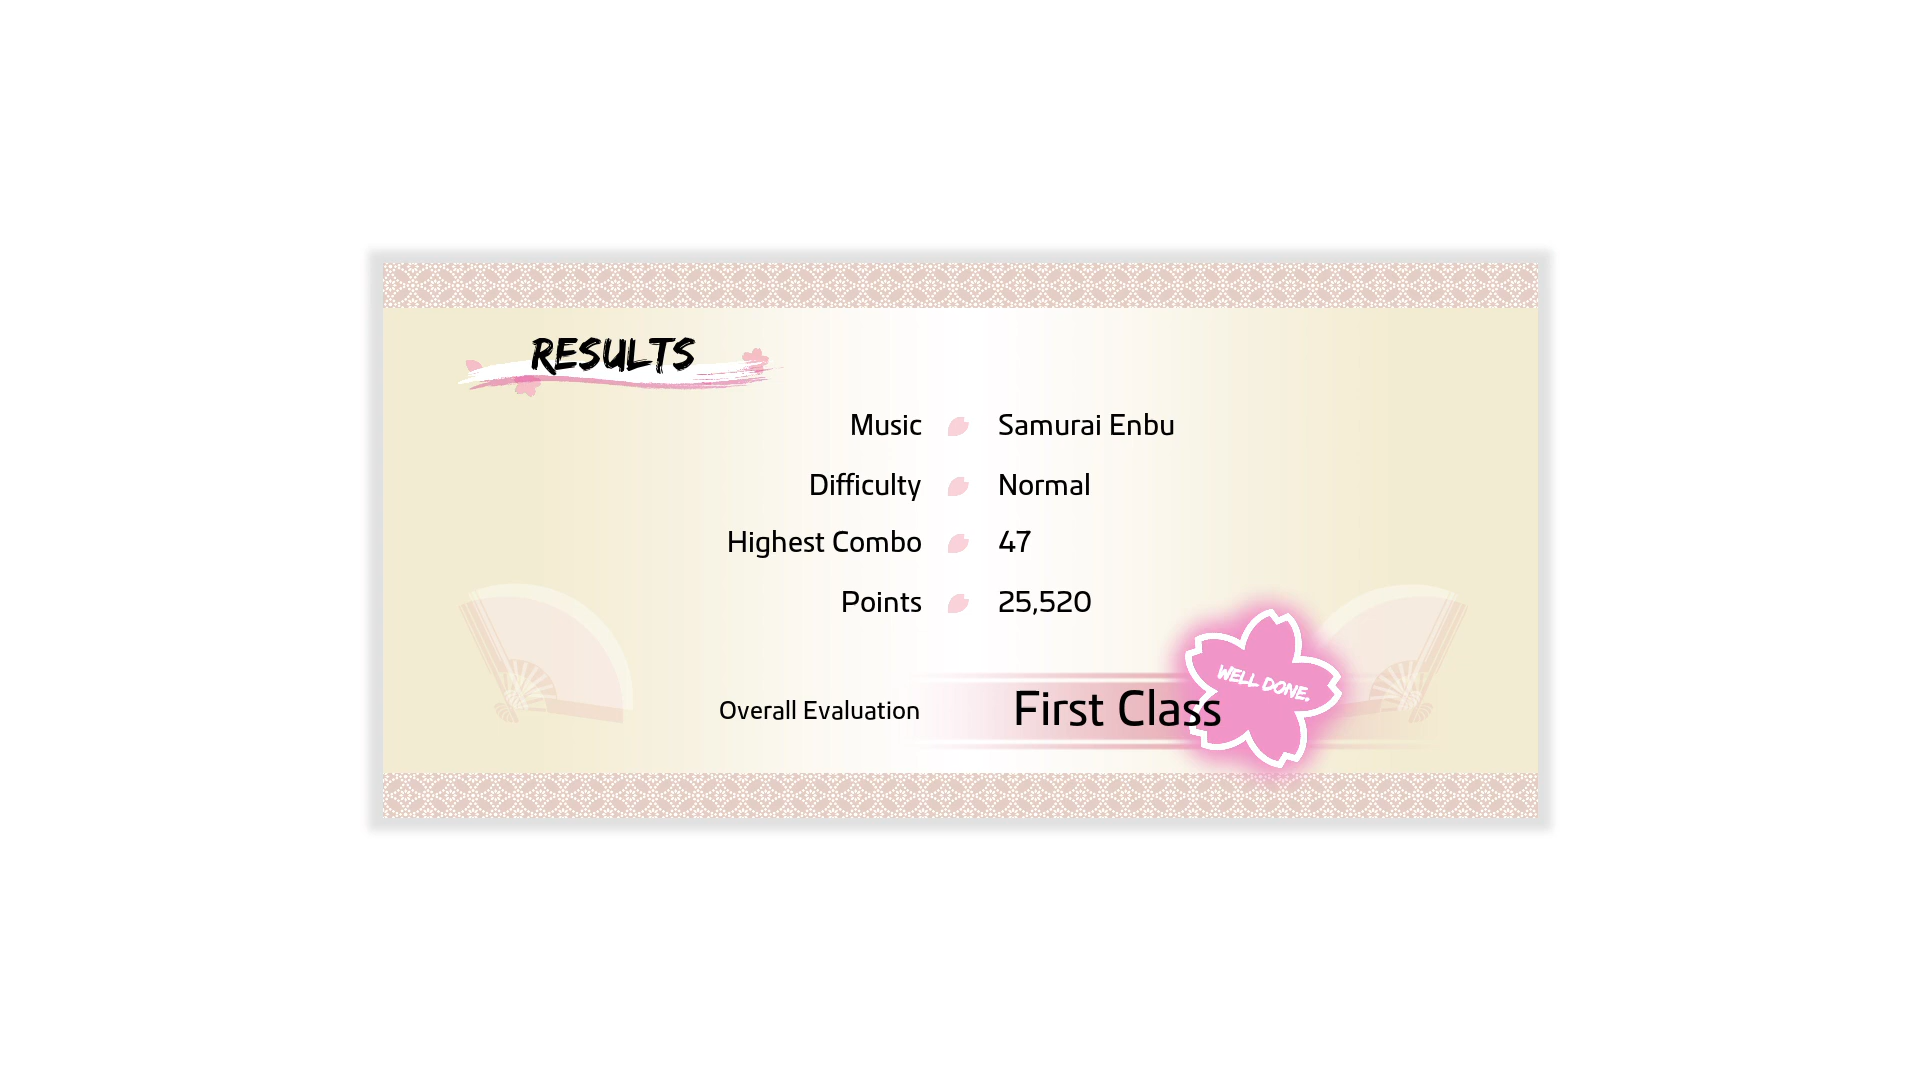 RESULTS
Music Samurai Enbu
Difficulty Normal
Highest Combo 47
Points 25,520
WELL DONE.
Overall Evaluation First Class